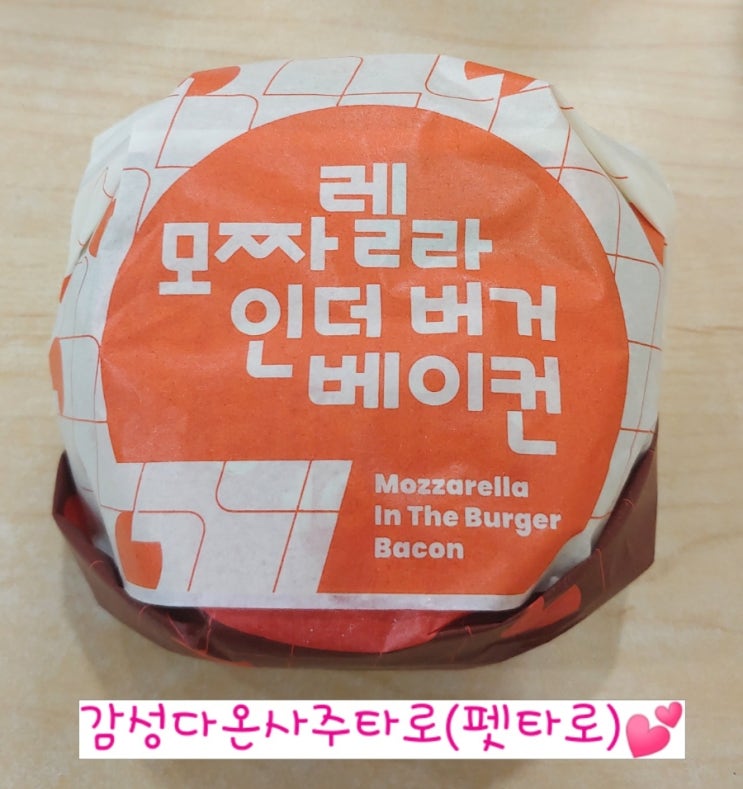 모짜렐라
인더 버거
베이컨
Mozzarella
In The Burger
Bacon
감성다온사주타로(펫타로)💕